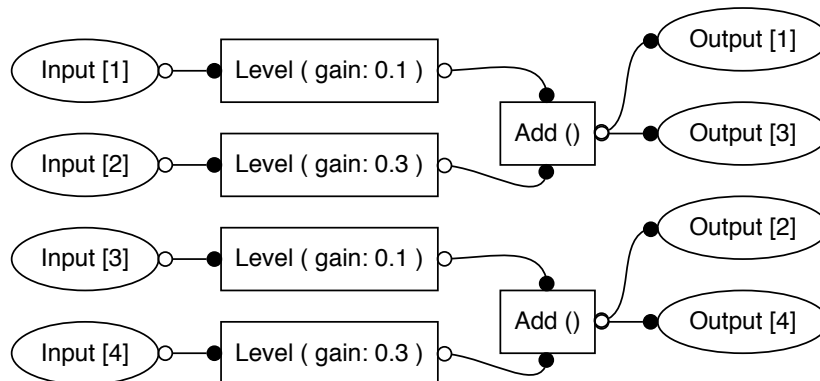 Input [1]
Level ( gain: 0.1 )
Output [1]
Add ()
Output [3]
Input [2]
Level ( gain: 0.3 )
Input [3]
Level ( gain: 0.1 )
Output [2]
Add ()
Output [4]
Input [4]
Level ( gain: 0.3 )